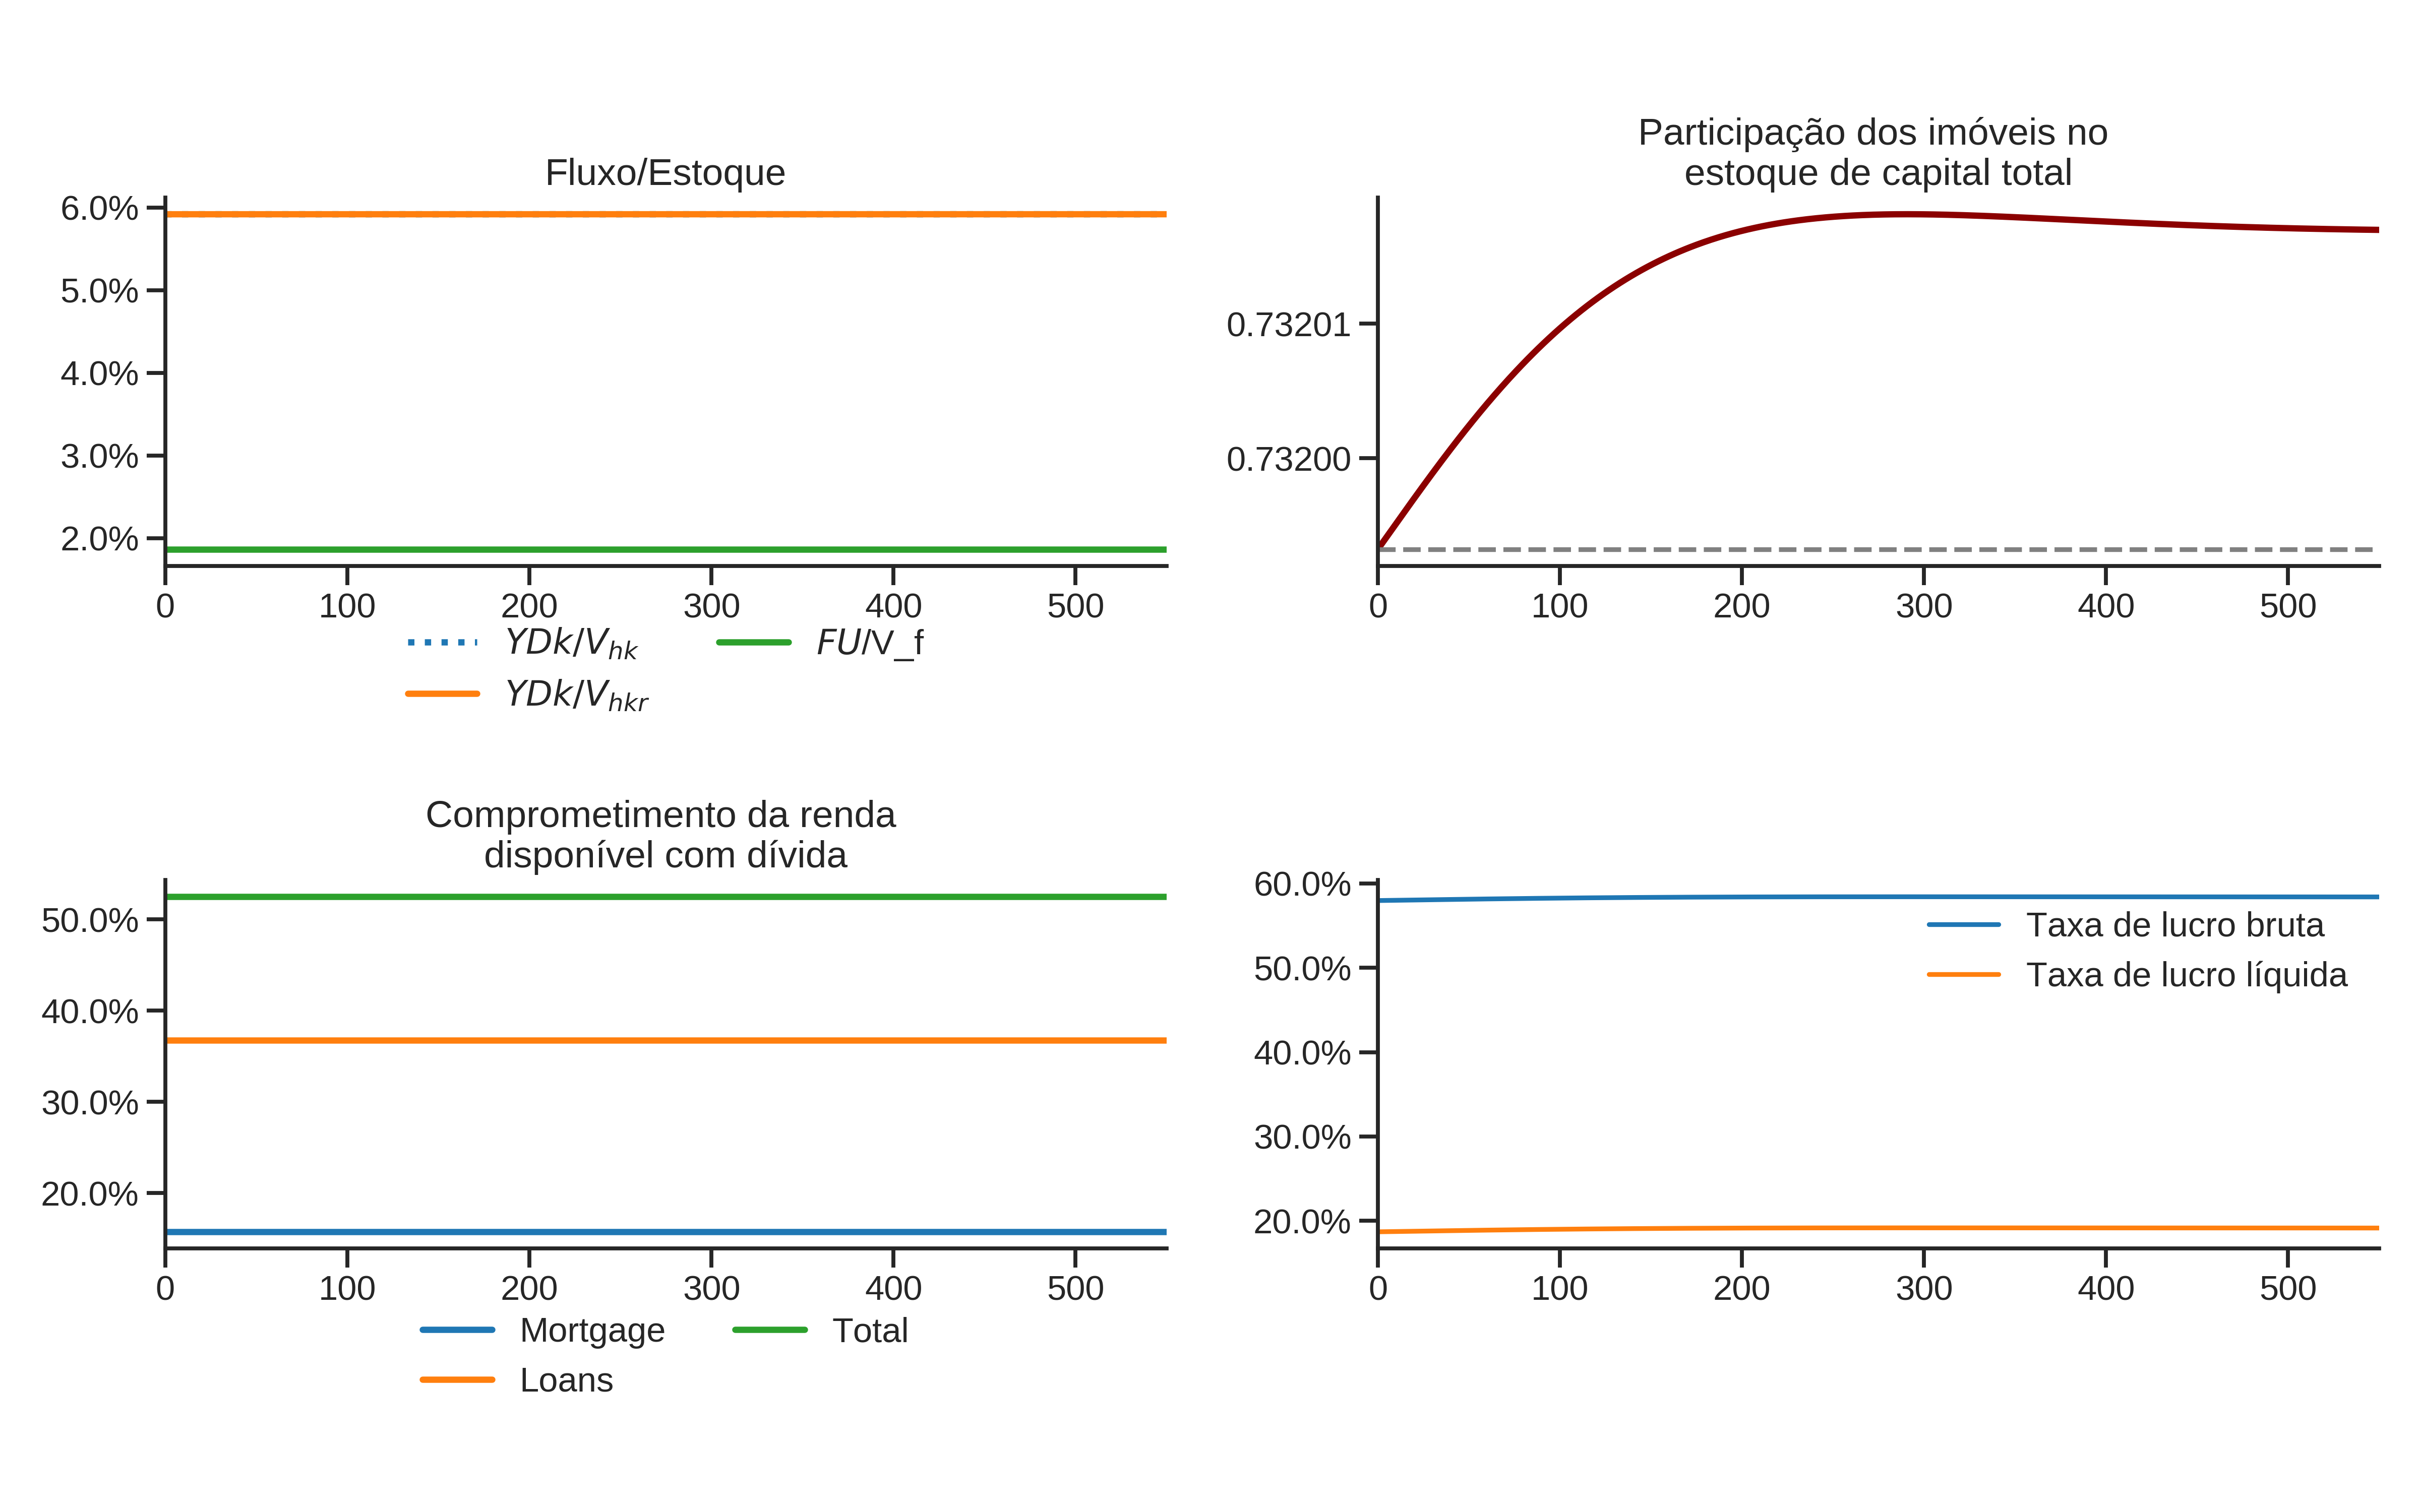 Fluxo/Estoque
6.0%
5.0%
4.0%
3.0%
2.0%
0 100 200 300 400 500
YDk/V_hk FU/V_f
YDk/V_hkr
Participação dos imóveis no
estoque de capital total
0.73201
0.73200
0 100 200 300 400 500
Comprometimento da renda
disponível com dívida
50.0%
40.0%
30.0%
20.0%
0 100 200 300 400 500
Mortgage Total
Loans
60.0%
50.0%
40.0%
30.0%
20.0%
Taxa de lucro bruta
Taxa de lucro líquida
0 100 200 300 400 500